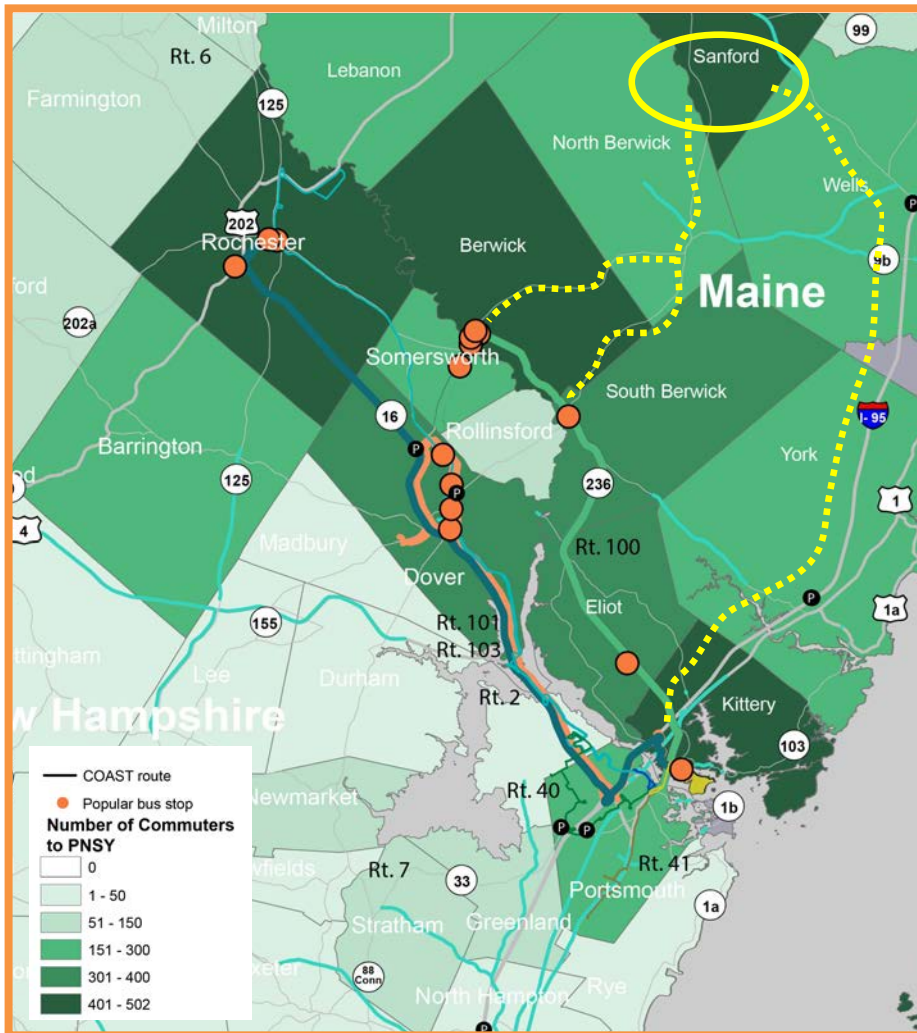 Milton
Rt. 6
99
Sanford
Lebanon
Farmington
125
North Berwick
Wells
202
Rochester
Berwick
9b
ford
202a
Maine
Somersworth
South Berwick
16
Rollinsford
I-95
Barrington
York
125
236
1
4
Madbury
Rt. 100
Dover
Eliot
1a
155
Rt. 101
ttingham
Lee
Rt. 103
Durham
Rt. 2
Kittery
w Hampshire
103
COAST route
Popular bus stop
Newmarket
Rt. 40
1b
Number of Commuters
to PNSY
0
wfields
Rt. 7
33
Rt. 41
1 - 50
Portsmouth
51 - 150
1a
Stratham
Greenland
151 - 300
301 - 400
88
Conn
xeter
Rye
North Hampton
401 - 502
P
P
P
P
P
P
P